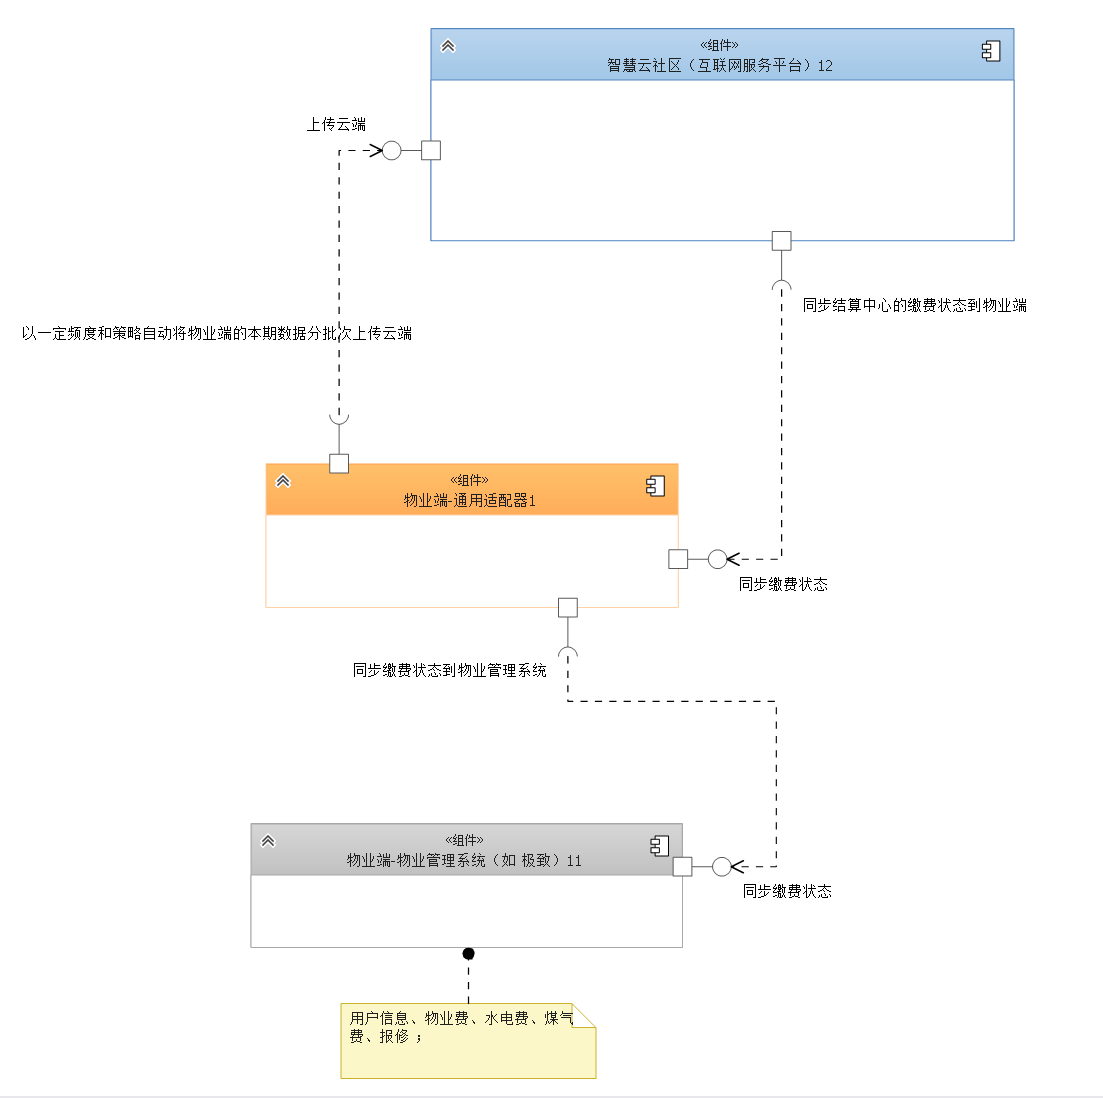 «组件»
智慧云社区（互联网服务平台）12
上传云端
同步结算中心的缴费状态到物业端
以一定频度和策略自动将物业端的本期数据分批次上传云端
«组件»
物业端-通用适配器1
同步缴费状态
同步缴费状态到物业管理系统
«组件»
物业端-物业管理系统（如 极致）11
同步缴费状态
用户信息、物业费、水电费、煤气
费、报修 ；